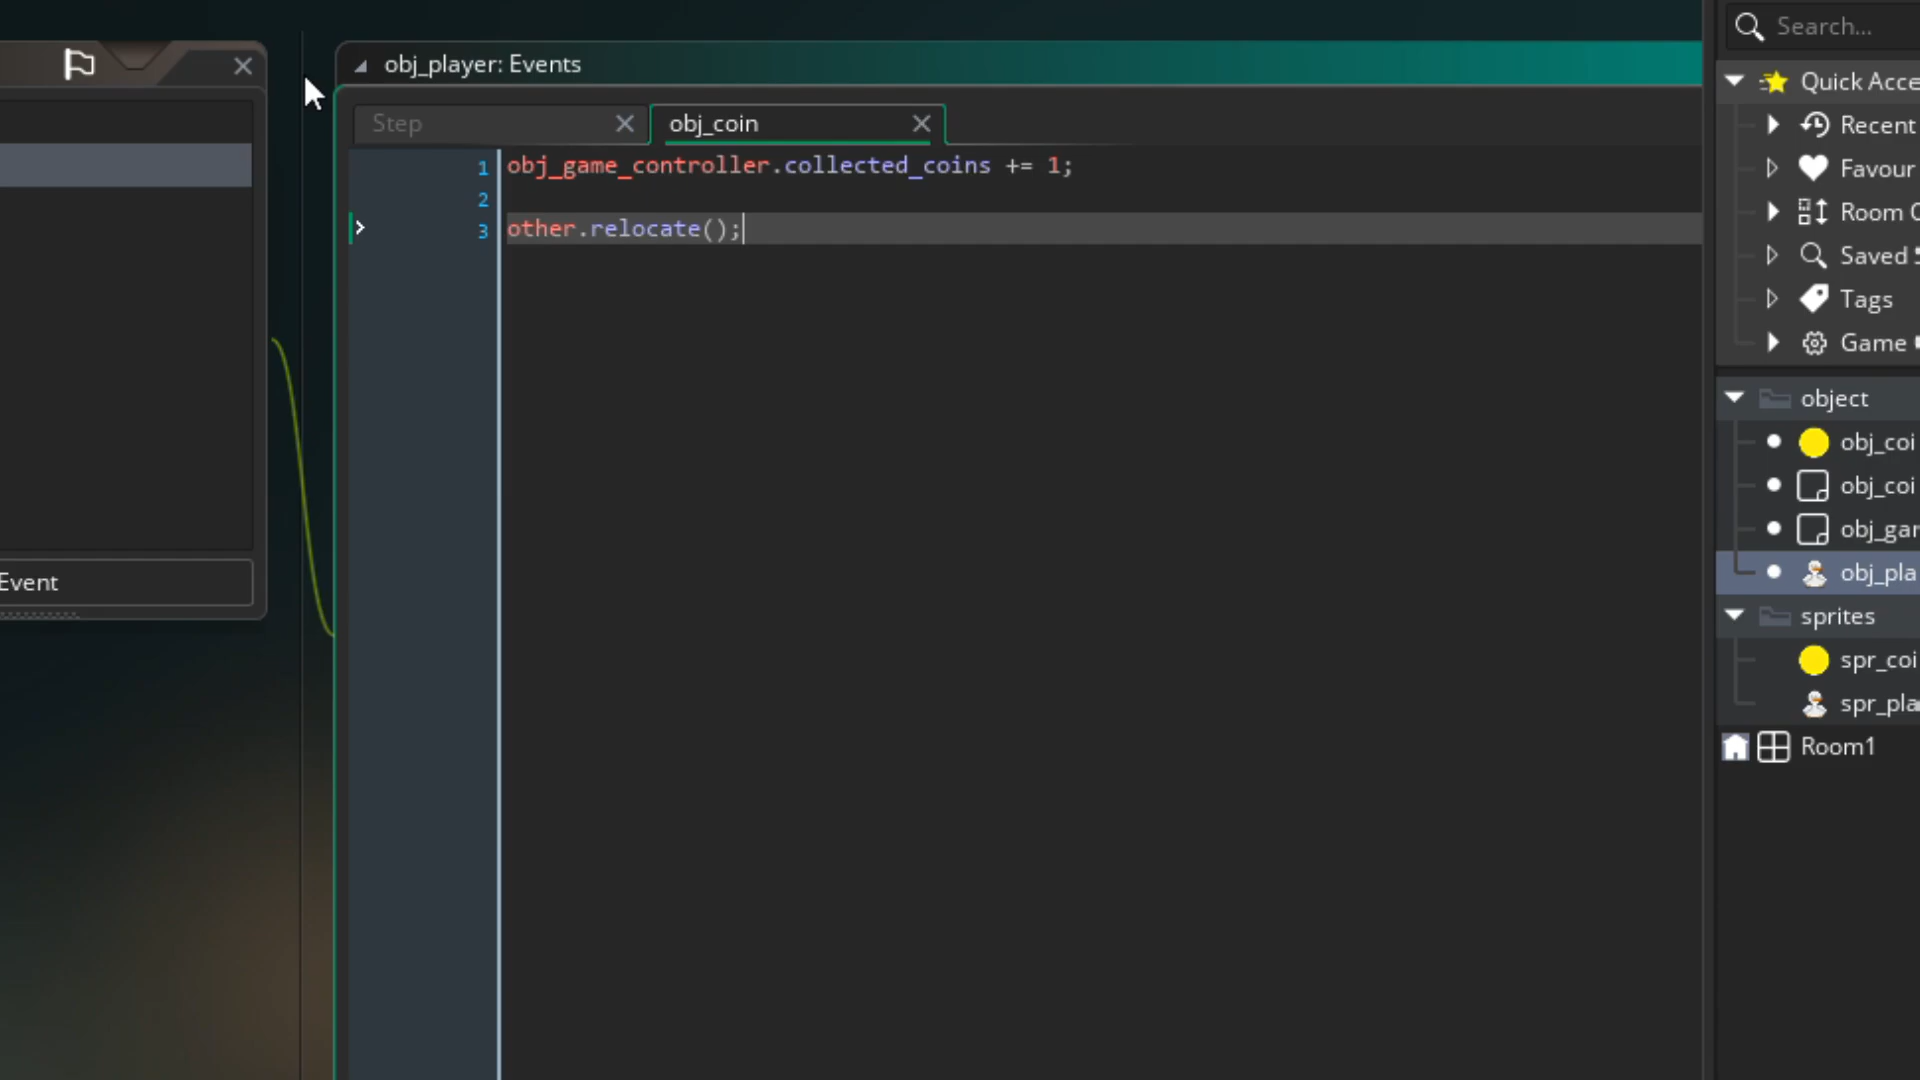 Search...
obj_player: Events
Quick Acce
Step
obj_coin
Recent
1 obj_game_controller.collected_coins += 1;
Favour
2
Room
3 other.relocate();
Saved
Tags
Game
object
obj_coi
obj_coi
obj_gar
obj_pla
Event
sprites
spr_coi
spr_pla
Room1